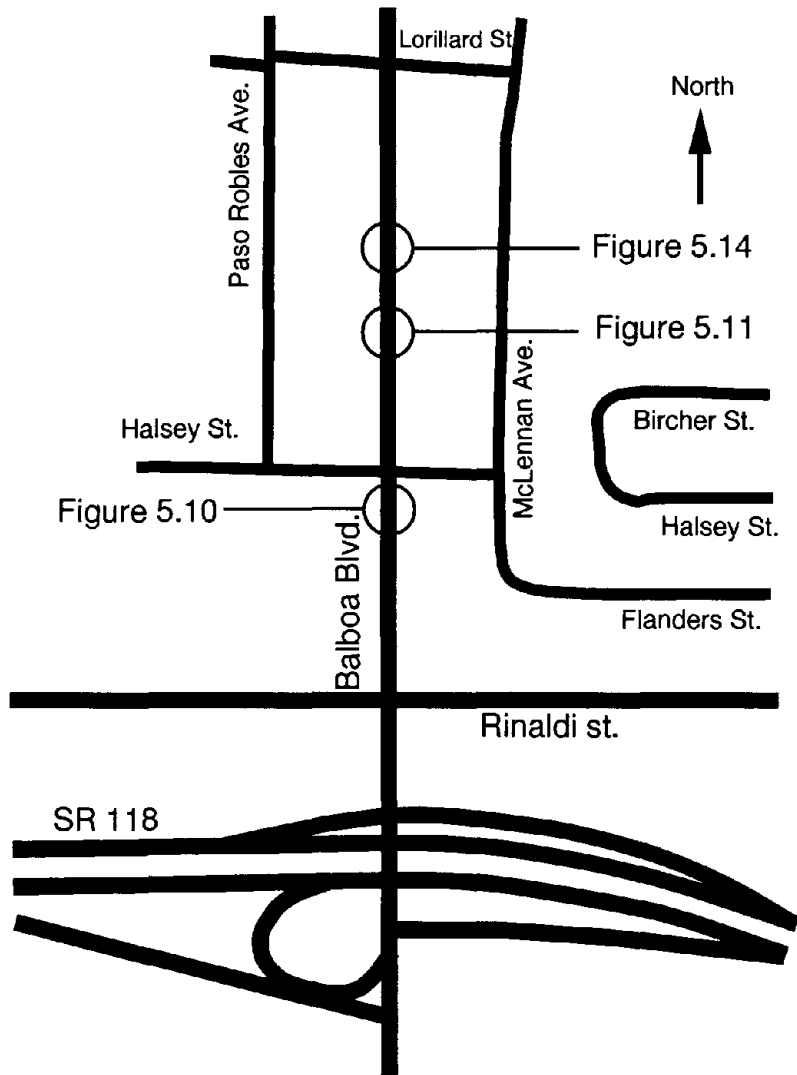 Lorillard St.
North
Paso Robles Ave.
Figure 5.14
Figure 5.11
McLennan Ave.
Halsey St.
Bircher St.
Figure 5.10
Halsey St.
Balboa Blvd.
Flanders St.
Rinaldi st.
SR 118